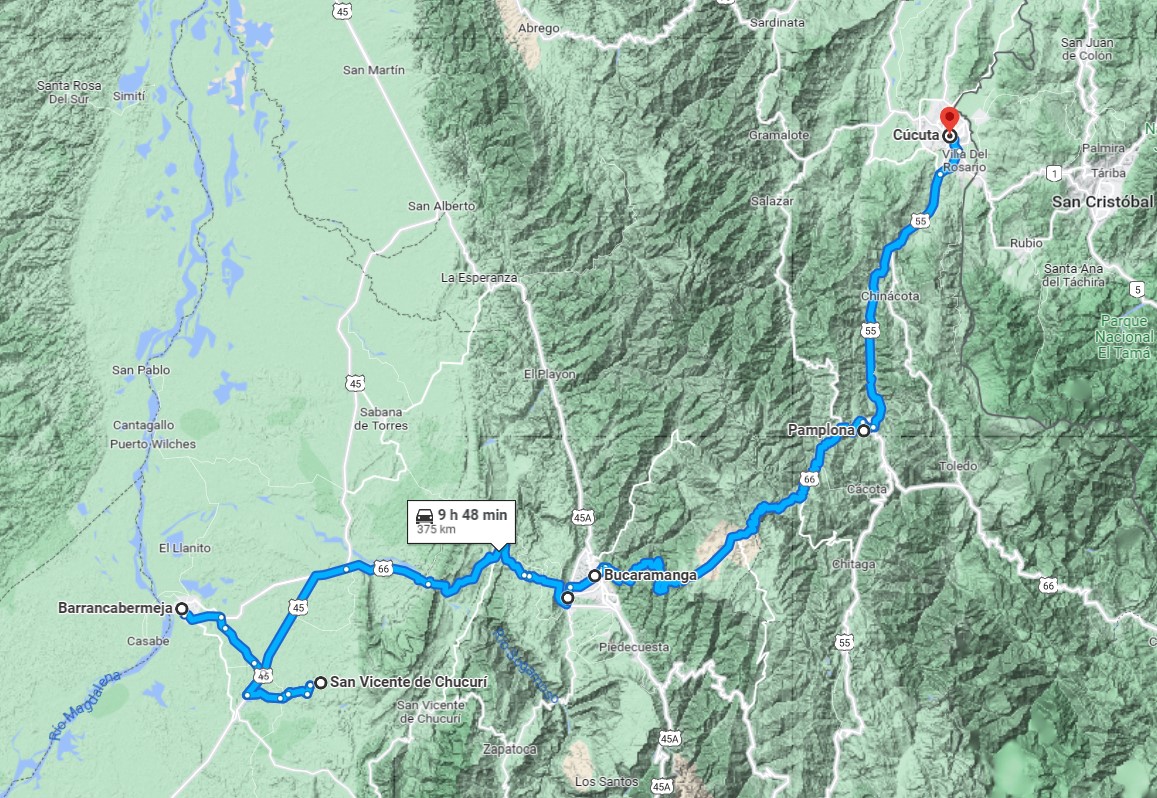 45
Abrego
Sardinata
San Juan
de Colon
San Martín
Santa Rosa
Del Sur
Simití
Gramalote
Cúcuta
Villa Del
Rosario
Palmira
Táriba
1
San Cristóbal
Salazar
San Alberto
55
Rubio
La Esperanza
Santa Ana
del Táchira
5
Chinácota
Parque
Nacional
El Tamá
55
San Pablo
ElPlayon
45
Sabana
de Torres
Cantagallo
Puerto Wilches
Pamplona
Toledo
66
Cácota
9 h 48 min
375 km
45A
El Llanito
66
Chitaga
Bucaramanga
66
45
Barrancabermeja
Casabe
Piedecuesta
55
45
San Vicente de Chucurí
Río Magdalena
San Vicente
de Chucurí
45A
Zapatoca
Los Santos
45A